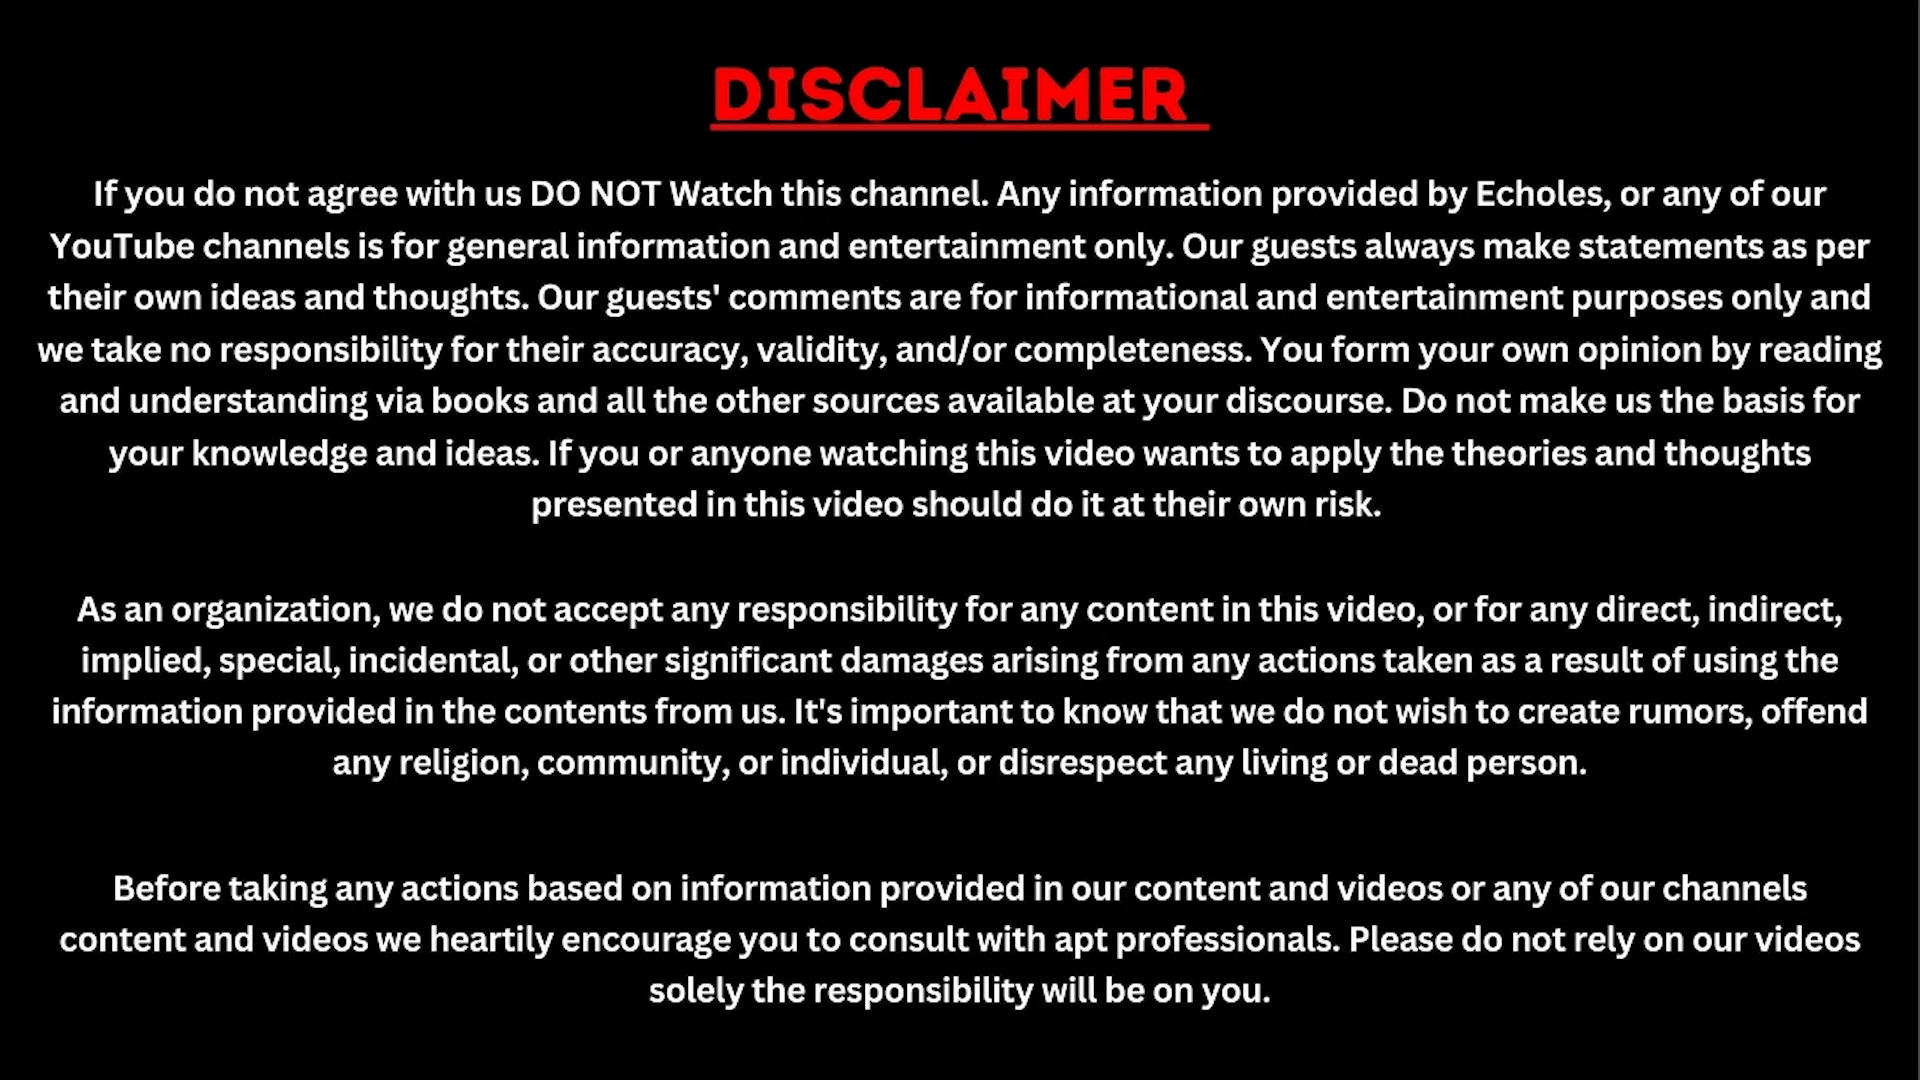 DISCLAIMER
If you do not agree with us DO NOT Watch this channel. Any information provided by Echoles, or any of our
YouTube channels is for general information and entertainment only. Our guests always make statements as per
their own ideas and thoughts. Our guests' comments are for informational and entertainment purposes only and
we take no responsibility for their accuracy, validity, and/or completeness. You form your own opinion by reading
and understanding via books and all the other sources available at your discourse. Do not make us the basis for
your knowledge and ideas. If you or anyone watching this video wants to apply the theories and thoughts
presented in this video should do it at their own risk.
As an organization, we do not accept any responsibility for any content in this video, or for any direct, indirect,
implied, special, incidental, or other significant damages arising from any actions taken as a result of using the
information provided in the contents from us. It's important to know that we do not wish to create rumors, offend
any religion, community, or individual, or disrespect any living or dead person.
Before taking any actions based on information provided in our content and videos or any of our channels
content and videos we heartily encourage you to consult with apt professionals. Please do not rely on our videos
solely the responsibility will be on you.